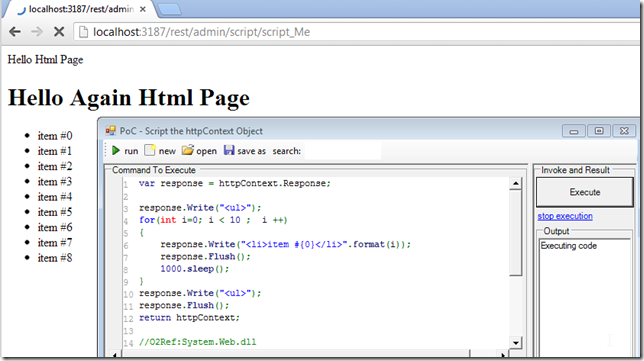 localhost:3187/rest/admin
localhost:3187/rest/admin/script/script_Me
Hello Html Page
Hello Again Html Page
item #0
item #1
item #2
item #3
item #4
item #5
item #6
item #7
item #8
PoC - Script the httpContext Object
run new open save as search:
Command To Execute
1 var response = httpContext.Response;
2
3 response.Write("<ul>");
4 for(int i=0; i < 10 ; i ++)
5 {
6 response.Write("<li>item #{0}</li>".format(i));
7 response.Flush();
8 1000.sleep();
9 }
10 response.Write("<ul>");
11 response.Flush();
12 return httpContext;
13
14 //O2Ref:System.Web.dll
Invoke and Result
Execute
stop execution
Output
Executing code